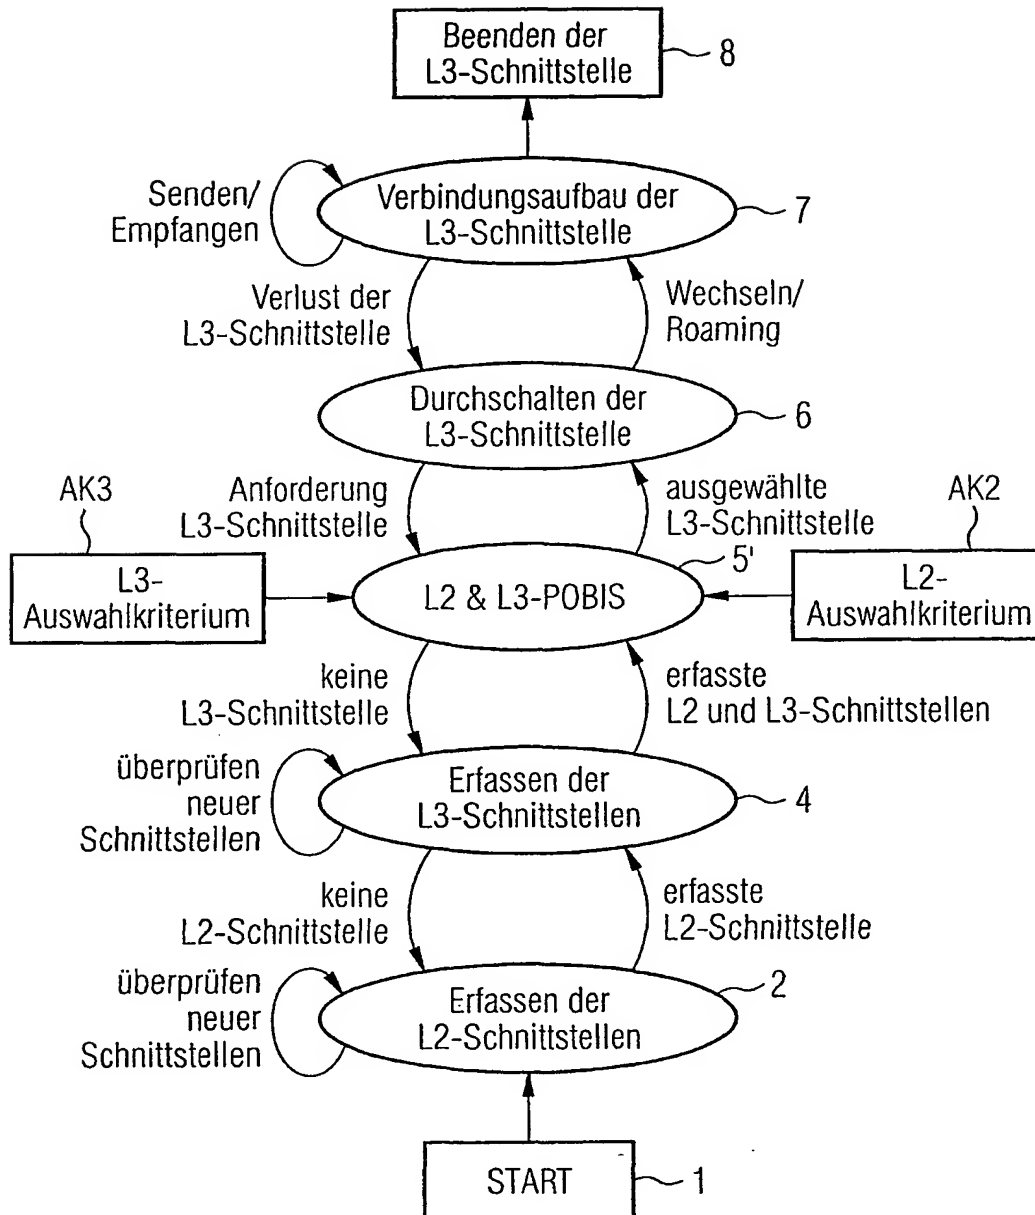 Beenden der
L3-Schnittstelle
8
Senden/
Empfangen
Verbindungsaufbau der
L3-Schnittstelle
7
Verlust der
L3-Schnittstelle
Wechseln/
Roaming
Durchschalten der
L3-Schnittstelle
6
AK3
Anforderung
L3-Schnittstelle
ausgewählte
L3-Schnittstelle
AK2
L3-
Auswahlkriterium
L2 & L3-POBIS
5'
L2-
Auswahlkriterium
keine
L3-Schnittstelle
erfasste
L2 und L3-Schnittstellen
überprüfen
neuer
Schnittstellen
Erfassen der
L3-Schnittstellen
4
keine
L2-Schnittstelle
erfasste
L2-Schnittstelle
überprüfen
neuer
Schnittstellen
Erfassen der
L2-Schnittstellen
2
START
1